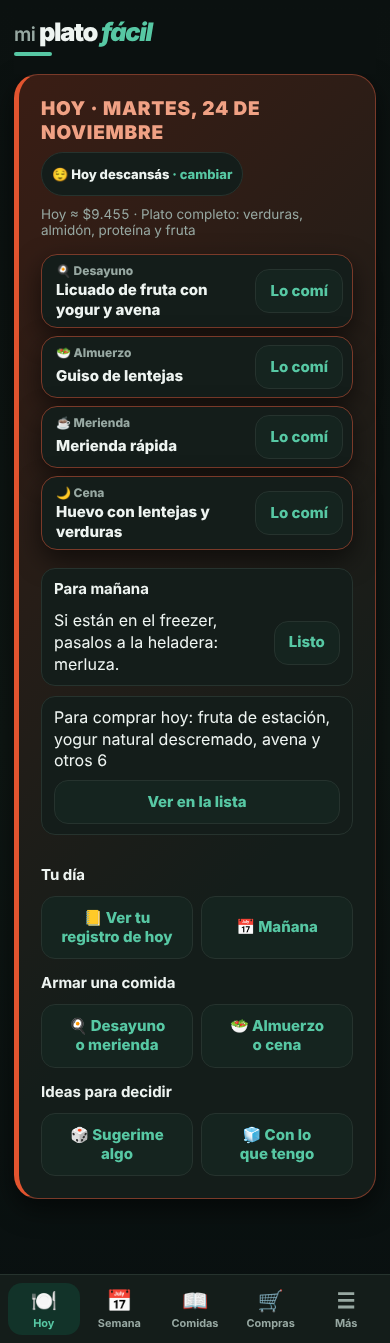 mi plato fácil
HOY · MARTES, 24 DE
NOVIEMBRE
😌 Hoy descansás · cambiar
Hoy ≈ $9.455 · Plato completo: verduras,
almidón, proteína y fruta
🍳 Desayuno
Licuado de fruta con
yogur y avena
Lo comí
🥗 Almuerzo
Guiso de lentejas
Lo comí
☕ Merienda
Merienda rápida
Lo comí
🌙 Cena
Huevo con lentejas y
verduras
Lo comí
Para mañana
Si están en el freezer,
pasalos a la heladera:
merluza.
Listo
Para comprar hoy: fruta de estación,
yogur natural descremado, avena y
otros 6
Ver en la lista
Tu día
📒 Ver tu
registro de hoy
📅 Mañana
Armar una comida
🍳 Desayuno
o merienda
🥗 Almuerzo
o cena
Ideas para decidir
🎲 Sugerime
algo
🧊 Con lo
que tengo
Hoy
Semana
Comidas
Compras
Más